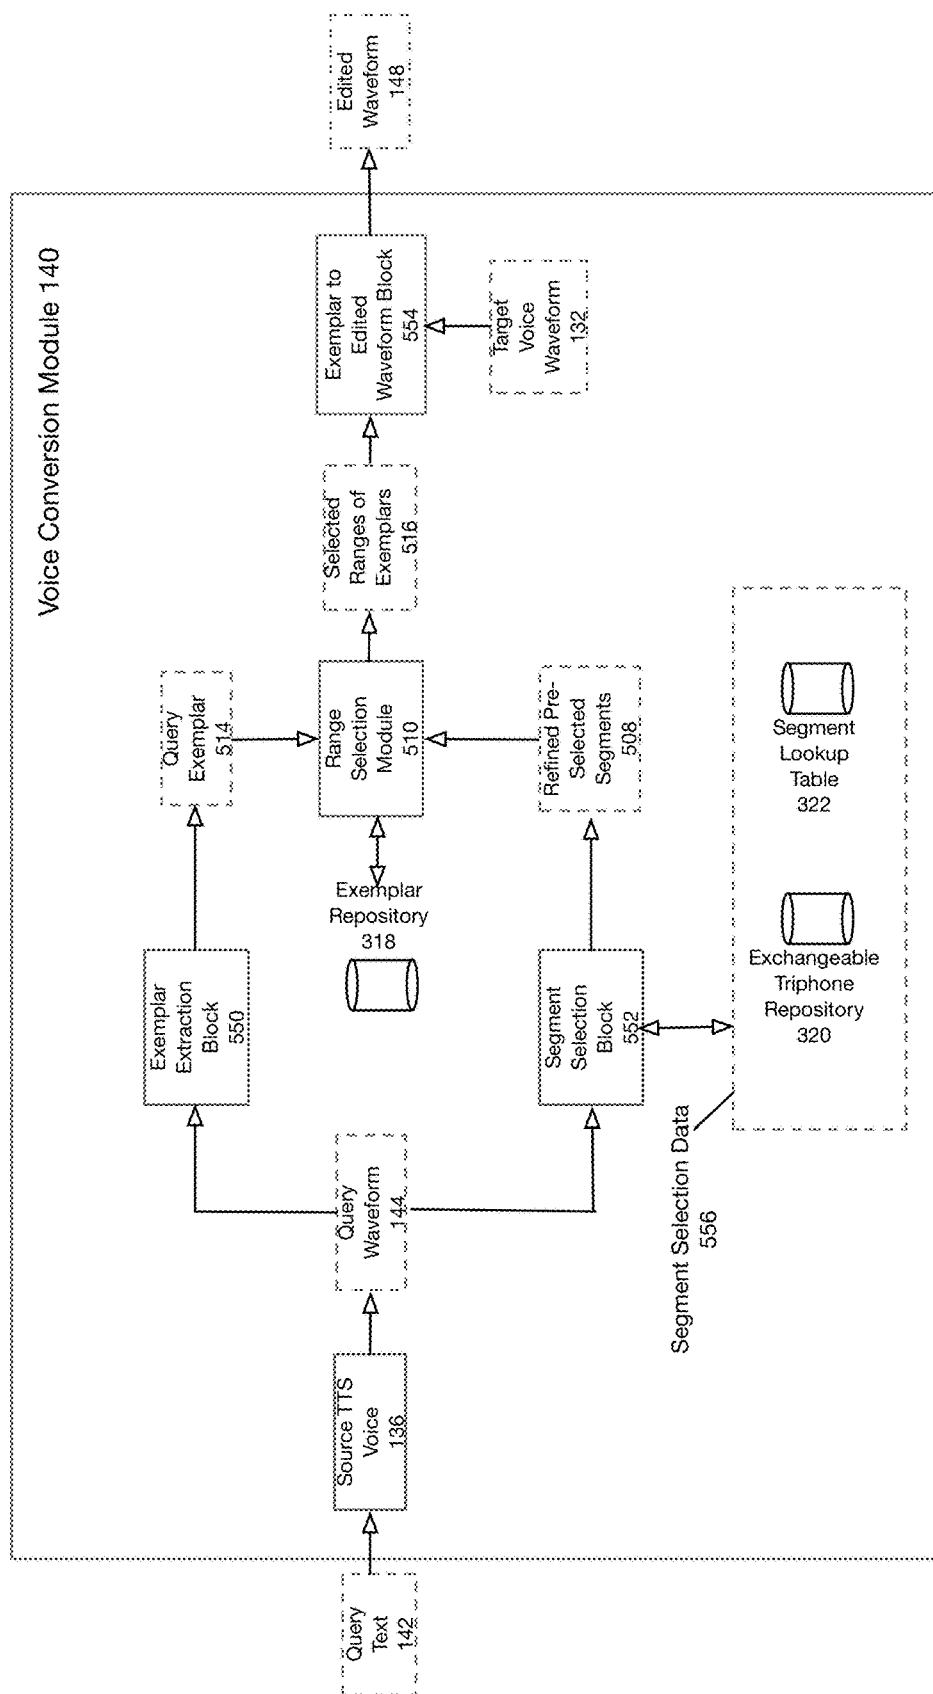 Voice Conversion Module 140
Query
Text
142
Source TTS
Voice
136
Query
Waveform
144
Exemplar
Extraction
Block
550
Query
Exemplar
514
Exemplar
Repository
318
Range
Selection
Module
510
Segment
Selection
Block
552
Refined Pre-
Selected
Segments
508
Segment Selection Data
556
Exchangeable
Triphone
Repository
320
Segment
Lookup
Table
322
Selected
Ranges of
Exemplars
516
Exemplar to
Edited
Waveform Block
554
Target
Voice
Waveform
132
Edited
Waveform
148